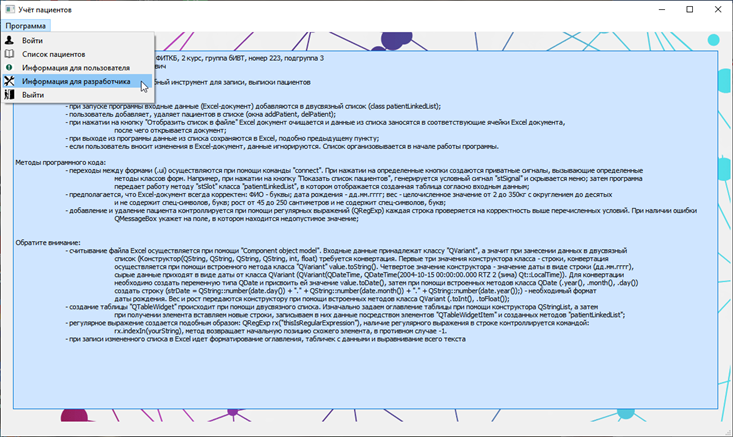 Учёт пациентов
Программа
Войти
Список пациентов
Информация для пользователя
Информация для разработчика
Выйти
ФИТКБ, 2 курс, группа бИВТ, номер 223, подгруппа 3
вич
бный инструмент для записи, выписки пациентов
- при запуске программы входные данные (Excel-документ) добавляются в двусвязный список (class patientLinkedList);
- пользователь добавляет, удаляет пациентов в списке (окна addPatient, delPatient);
- при нажатии на кнопку "Отобразить список в файле" Excel документ очищается и данные из списка заносятся в соответствующие ячейки Excel документа,
после чего открывается документ;
- при выходе из программы данные из списка сохраняются в Excel, подобно предыдущему пункту;
- если пользователь вносит изменения в Excel-документ, данные игнорируются. Список организовывается в начале работы программы.
Методы программного кода:
- переходы между формами (.ui) осуществляются при помощи команды "connect". При нажатии на определенные кнопки создаются приватные сигналы, вызывающие определенные
методы классов форм. Например, при нажатии на кнопку "Показать список пациентов", генерируется условный сигнал "stSignal" и скрывается меню; затем программа
передает работу методу "stSlot" класса "patientLinkedList", в котором отображается созданная таблица согласно входным данным;
- предполагается, что Excel-документ всегда корректен: ФИО - буквы; дата рождения - дд.мм.гггг; вес - целочисленное значение от 2 до 350кг с округлением до десятых
и не содержит спец-символов, букв; рост от 45 до 250 сантиметров и не содержит спец-символов, букв;
- добавление и удаление пациента контроллируется при помощи регулярных выражений (QRegExp) каждая строка проверяется на корректность выше перечисленных условий. При наличии ошибки
QMessageBox укажет на поле, в котором находится недопустимое значение;
Обратите внимание:
- считывание файла Excel осуществляется при помощи "Component object model". Входные данные принадлежат классу "QVariant", а значит при занесении данных в двусвязный
список (Конструктор(QString, QString, QString, QString, int, float) требуется конвертация. Первые три значения конструктора класса - строки, конвертация
осуществляется при помощи встроенного метода класса "QVariant" value.toString(). Четвертое значение конструктора - значение даты в виде строки (дд.мм.гггг),
сырые данные приходят в виде даты от класса QVariant (QVariant(QDateTime, QDateTime(2004-10-15 00:00:00.000 RTZ 2 (зима) Qt::LocalTime)). Для конвертации
необходимо создать переменную типа QDate и присвоить ей значение value.toDate(), затем при помощи встроенных методов класса QDate (.year(), .month(), .day())
создать строку (strDate = QString::number(date.day()) + "." + QString::number(date.month()) + "." + QString::number(date.year());) - необходимый формат
даты рождения. Вес и рост передаются конструктору при помощи встроенных методов класса QVariant (.toInt(), .toFloat());
- создание таблицы "QTableWidget" происходит при помощи двусвязного списка. Изначально задаем оглавление таблицы при помощи конструктора QStringList, а затем
при получении элемента вставляем новые строки, записываем в них данные посредством элементов "QTableWidgetItem" и созданных методов "patientLinkedList";
- регулярное выражение создается подобным образом: QRegExp rx("thisIsRegularExpression"), наличие регулярного выражения в строке контролируется командой:
rx.indexIn(yourString), метод возвращает начальную позицию схожего элемента, в противном случае -1.
- при записи измененного списка в Excel идет форматирование оглавления, табличек с данными и выравнивание всего текста